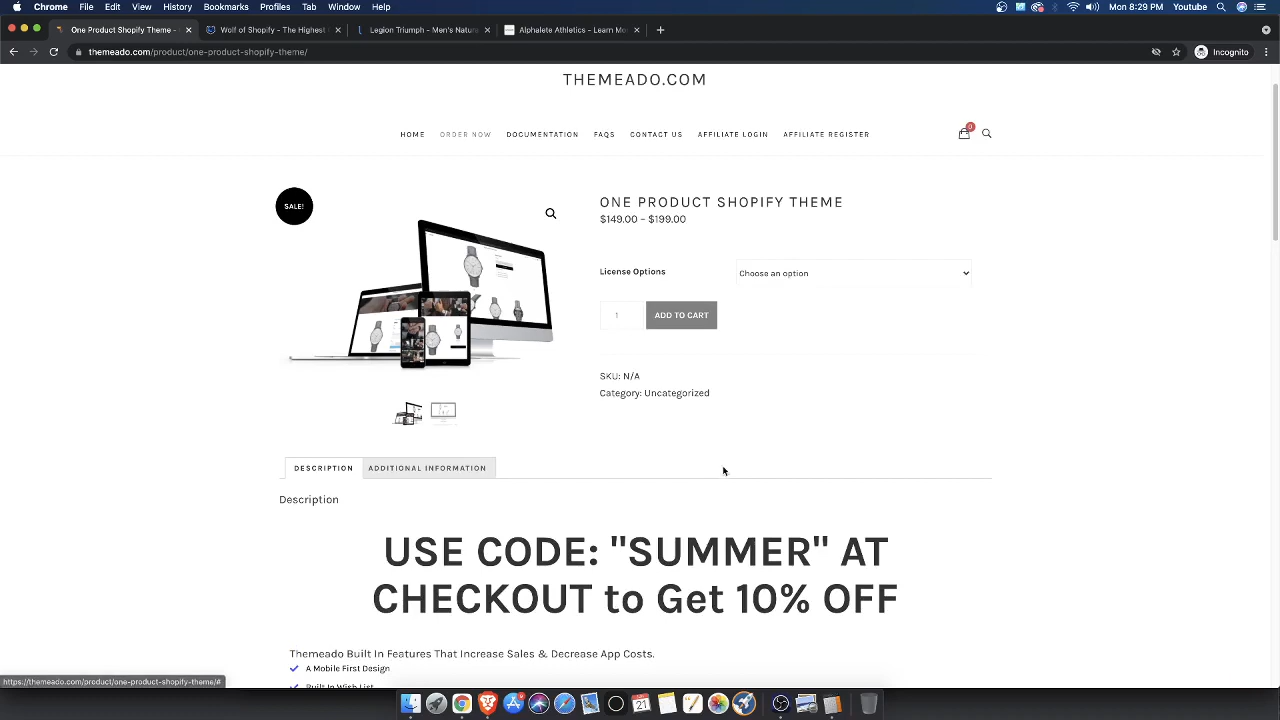 Chrome File Edit View History Bookmarks Profiles Tab Window Help Mon 8:29 PM Youtube
One Product Shopify Theme - Wolf of Shopify - The Highest Legion Triumph - Men's Natur Alphalete Athletics - Learn Mo
themeado.com/product/one-product-shopify-theme/ Incognito
THEMEADO.COM
HOME ORDER NOW DOCUMENTATION FAQS CONTACT US AFFILIATE LOGIN AFFILIATE REGISTER 0
SALE!
ONE PRODUCT SHOPIFY THEME
$149.00 – $199.00
License Options Choose an option
1 ADD TO CART
SKU: N/A
Category: Uncategorized
DESCRIPTION ADDITIONAL INFORMATION
Description
USE CODE: "SUMMER" AT
CHECKOUT to Get 10% OFF
Themeado Built In Features That Increase Sales & Decrease App Costs.
A Mobile First Design
Built In Wish List
https://themeado.com/product/one-product-shopify-theme/#